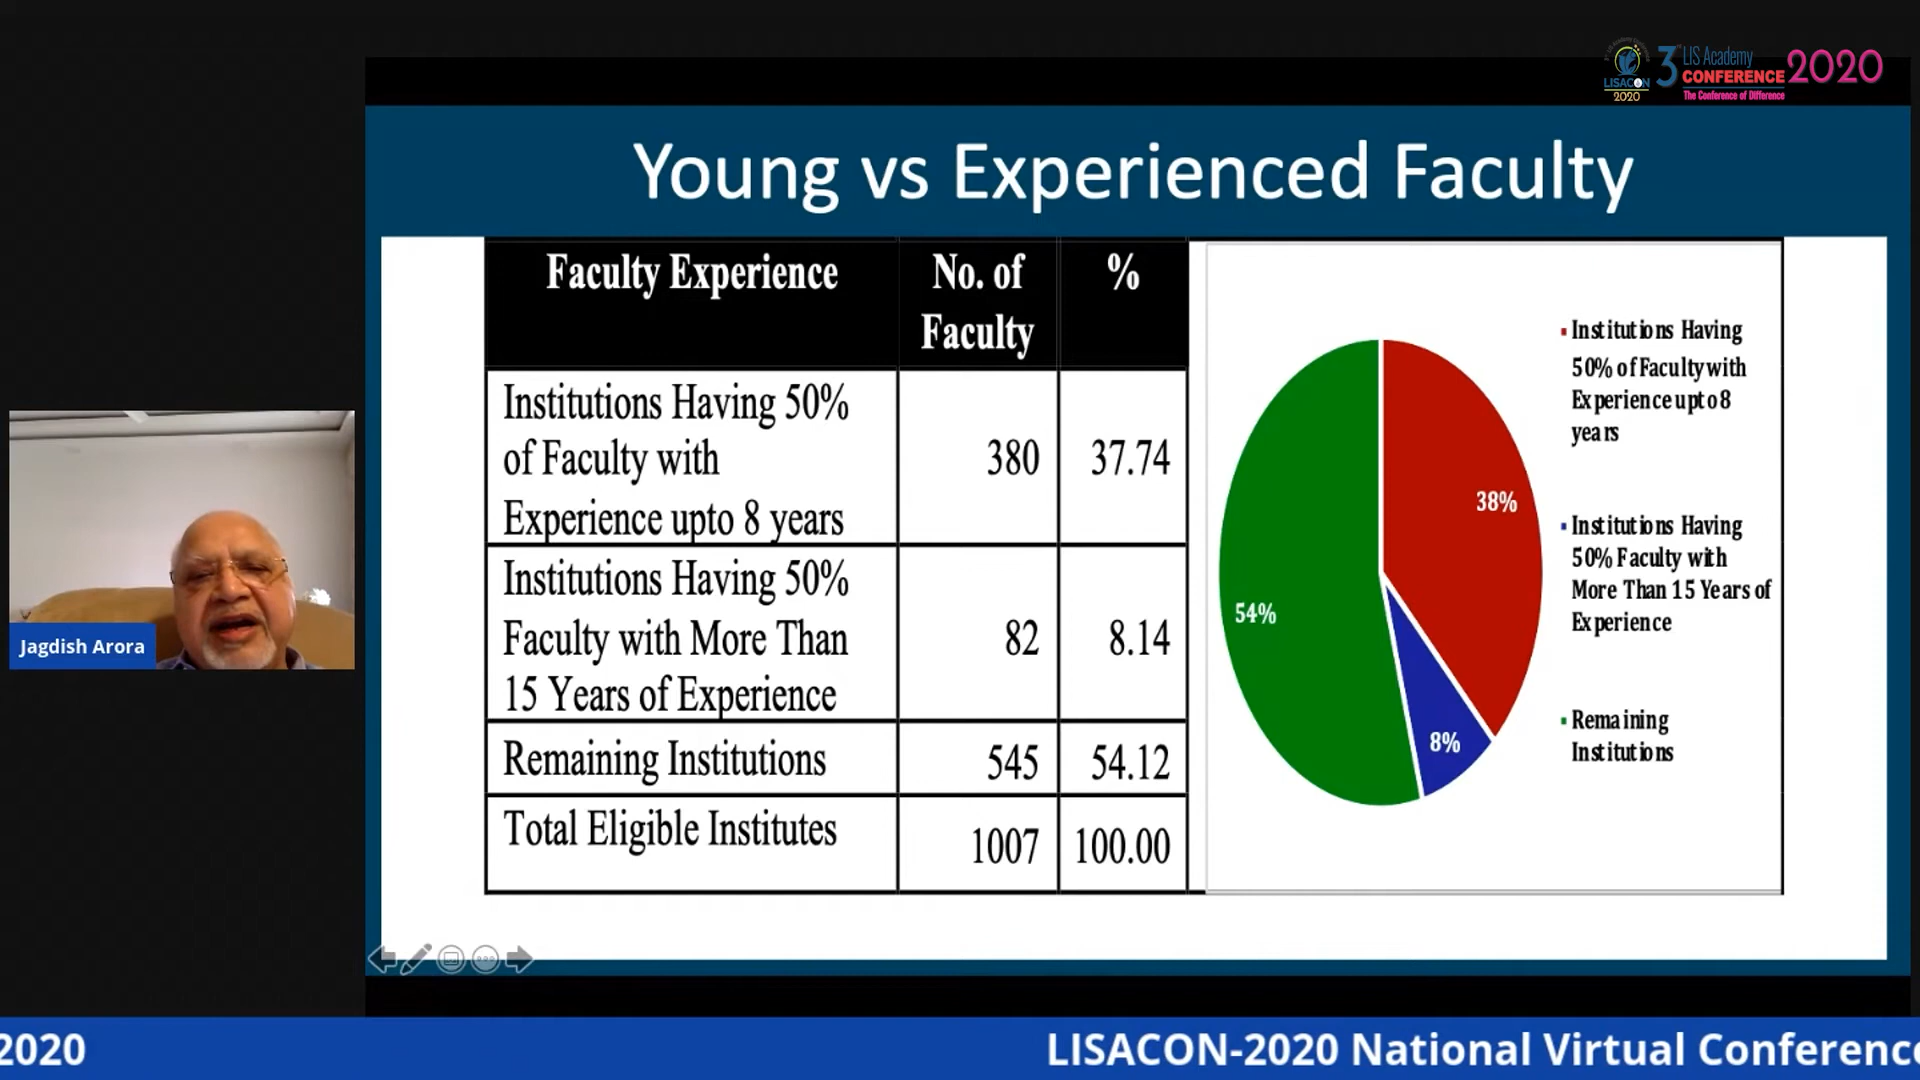 LISACON
2020
3rd LIS Academy
CONFERENCE 2020
The Conference of Difference
Young vs Experienced Faculty
Faculty Experience
No. of
Faculty
%
Institutions Having 50%
of Faculty with
Experience upto 8 years
380
37.74
Institutions Having 50%
Faculty with More Than
15 Years of Experience
82
8.14
Remaining Institutions
545
54.12
Total Eligible Institutes
1007
100.00
38%
54%
8%
Institutions Having
50% of Faculty with
Experience upto 8
years
Institutions Having
50% Faculty with
More Than 15 Years of
Experience
Remaining
Institutions
Jagdish Arora
2020
LISACON-2020 National Virtual Conference